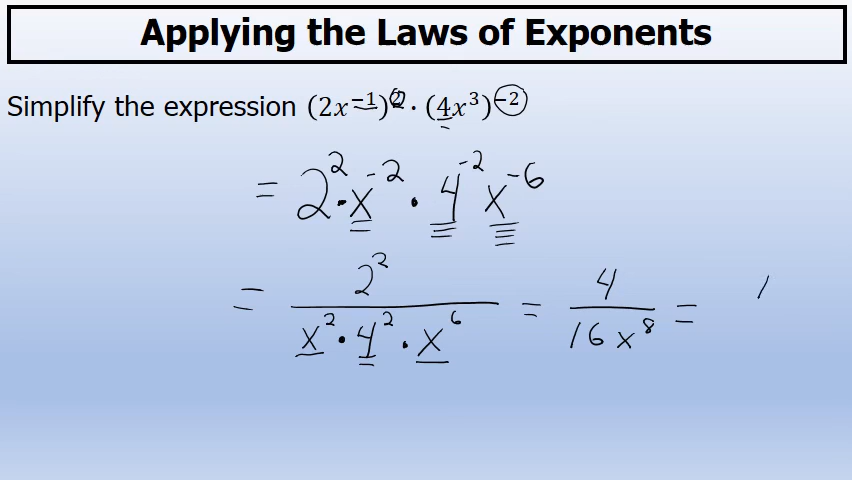 Applying the Laws of Exponents
Simplify the expression (2x⁻¹)² · (4x³)⁻²
= 2² · x⁻² · 4⁻² x⁻⁶
= 2² / (x² · 4² · x⁶) = 4 / (16x⁸) = 1